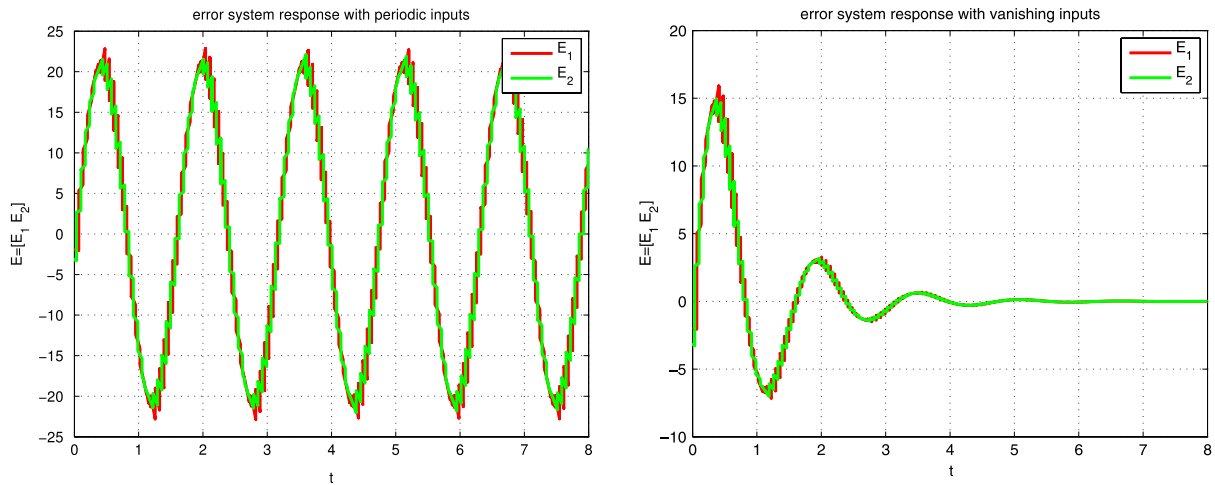 error system response with periodic inputs
25
20
15
10
5
0
−5
−10
−15
−20
−25
E=[E1 E2]
0 1 2 3 4 5 6 7 8
t
E1
E2
error system response with vanishing inputs
20
15
10
5
0
−5
−10
E=[E1 E2]
0 1 2 3 4 5 6 7 8
t
E1
E2